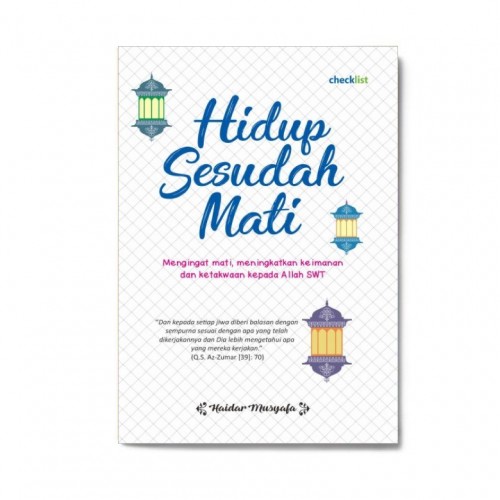 checklist
Hidup
Sesudah
Mati
Mengingat mati, meningkatkan keimanan
dan ketakwaan kepada Allah SWT
"Dan kepada setiap jiwa diberi balasan dengan
sempurna sesuai dengan apa yang telah
dikerjakannya dan Dia lebih mengetahui apa
yang mereka kerjakan."
(Q.S. Az-Zumar [39]: 70)
Haidar Musyafa